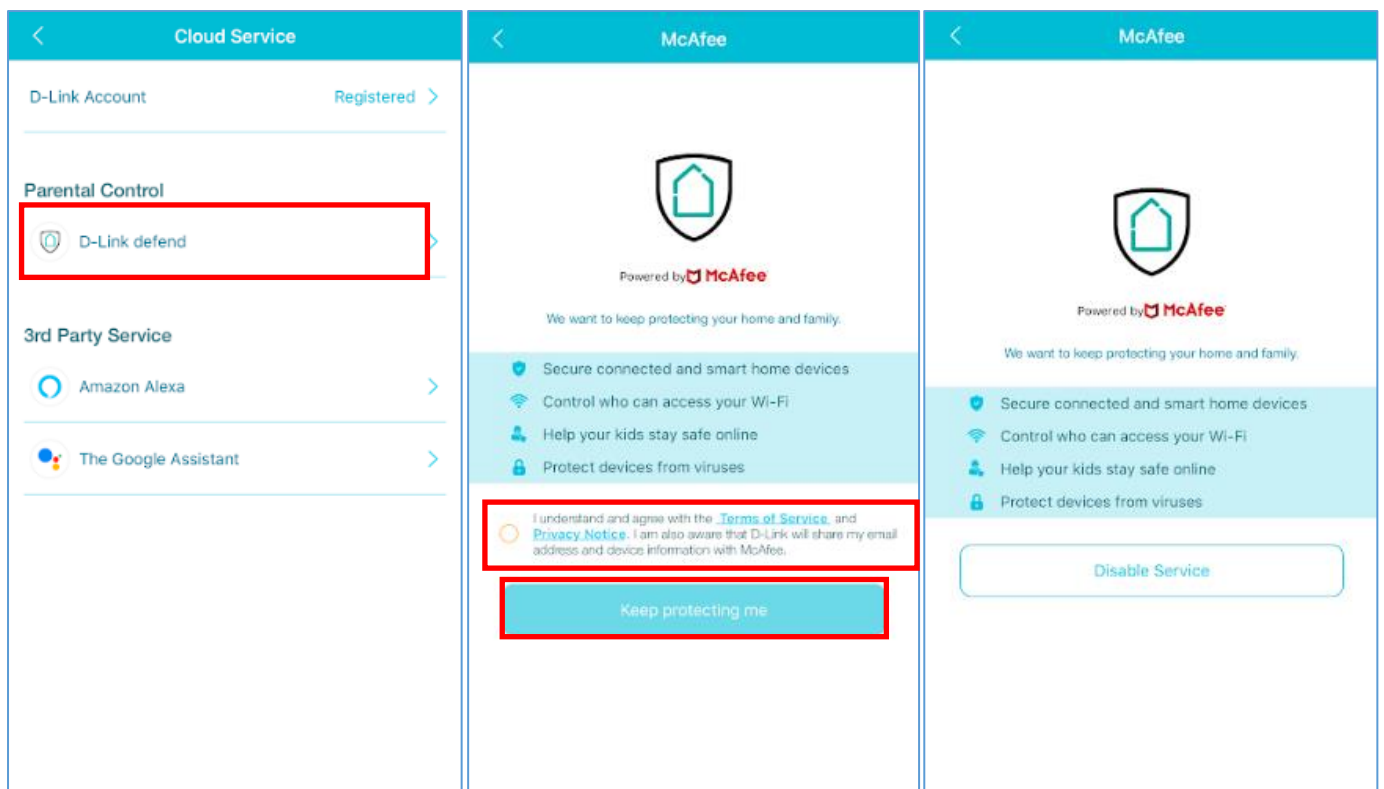 Cloud Service
D-Link Account Registered
Parental Control
D-Link defend
3rd Party Service
Amazon Alexa
The Google Assistant
McAfee
Powered by McAfee
We want to keep protecting your home and family.
Secure connected and smart home devices
Control who can access your Wi-Fi
Help your kids stay safe online
Protect devices from viruses
I understand and agree with the Terms of Service, and
Privacy Notice. I am also aware that D-Link will share my email
address and device information with McAfee.
Keep protecting me
McAfee
Powered by McAfee
We want to keep protecting your home and family.
Secure connected and smart home devices
Control who can access your Wi-Fi
Help your kids stay safe online
Protect devices from viruses
Disable Service